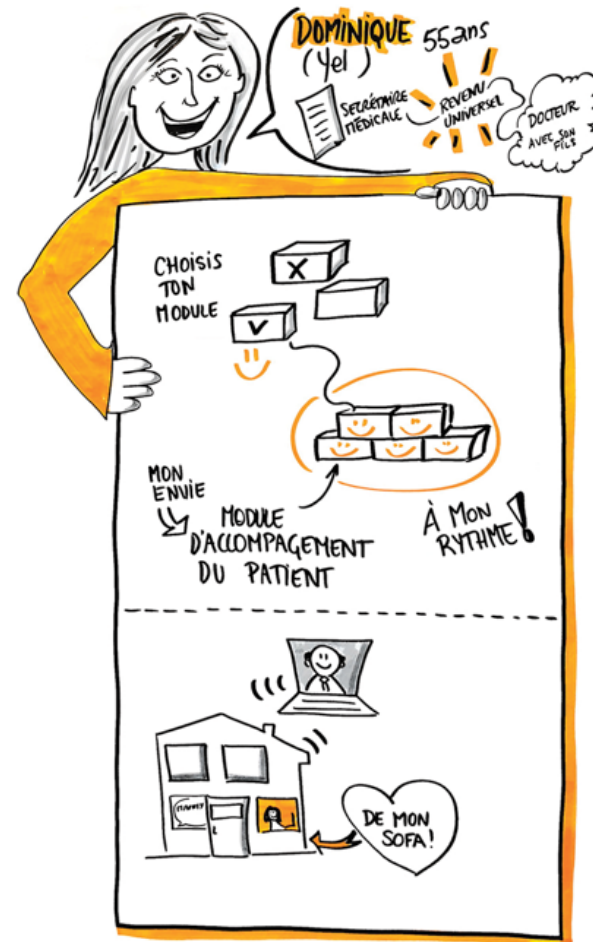 DOMINIQUE 55ans
(Yel)
SECRÉTAIRE
MÉDICALE
REVENU
UNIVERSEL
DOCTEUR
AVEC SON
FILS
CHOISIS
TON
MODULE
X
V
MON
ENVIE
MODULE
D'ACCOMPAGEMENT
DU PATIENT
À MON
RYTHME!
DE MON
SOFA!